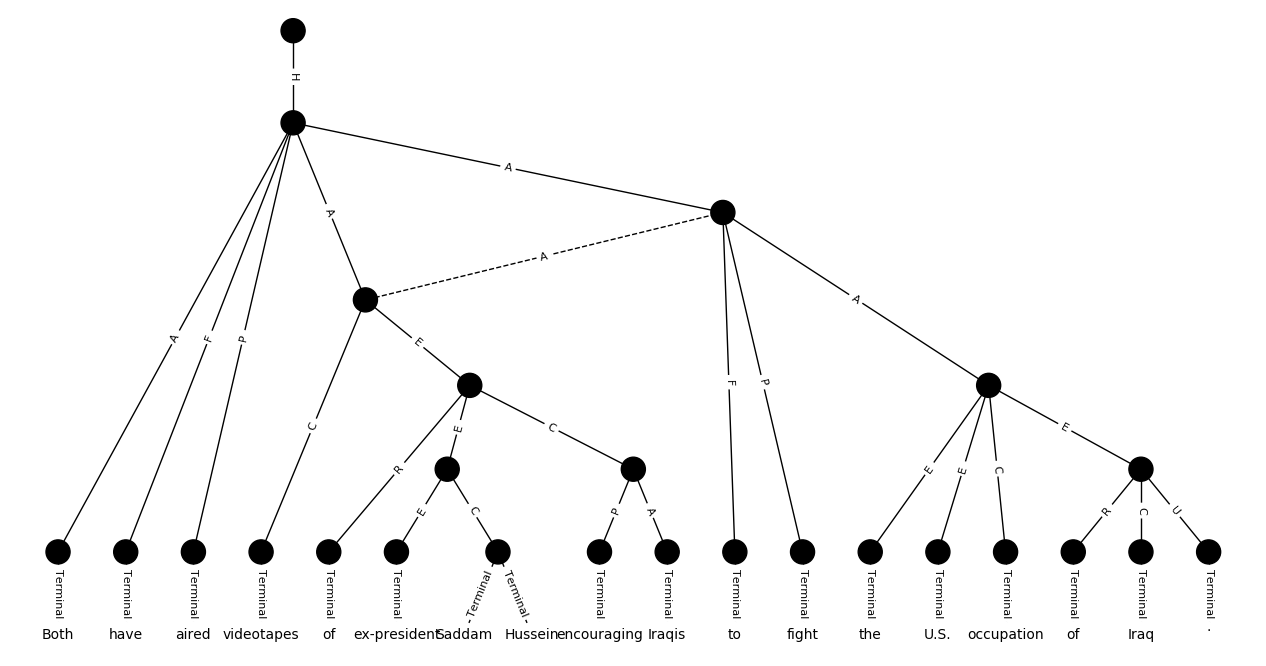 H
A
A
A
A F P
E A
F P
C E C E E C E
R
E C P A R C U
Terminal Terminal Terminal Terminal Terminal Terminal Terminal Terminal Terminal Terminal Terminal Terminal Terminal Terminal Terminal Terminal Terminal Terminal
Both have aired videotapes of ex-president Saddam Hussein encouraging Iraqis to fight the U.S. occupation of Iraq .